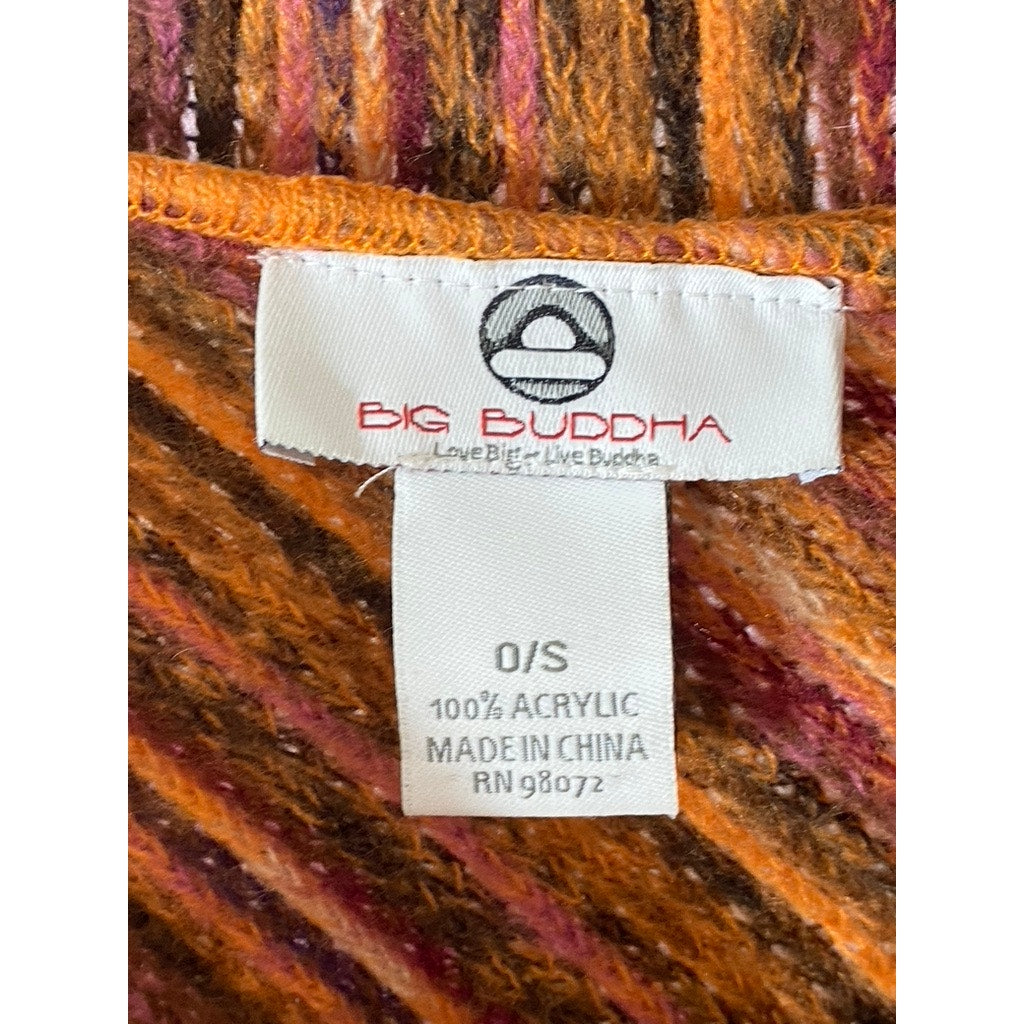 BIG BUDDHA
Love Big ~ Live Buddha
O/S
100% ACRYLIC
MADE IN CHINA
RN 98072